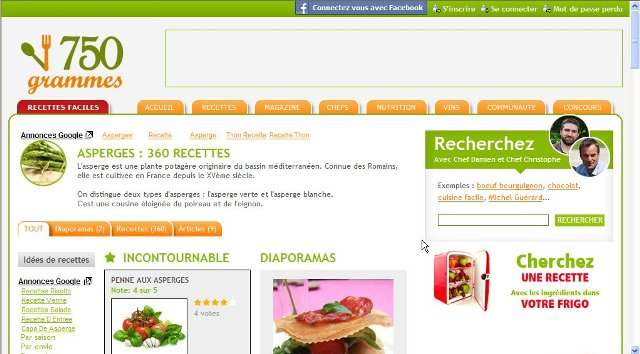 Connectez vous avec Facebook S'inscrire Se connecter Mot de passe perdu
750
grammes
RECETTES FACILES ACCUEIL RECETTES MAGAZINE CHEFS NUTRITION VINS COMMUNAUTE CONCOURS
Annonces Google Asperges Recette Asperge Thon Recette Recette Thon
ASPERGES : 360 RECETTES
L'asperge est une plante potagère originaire du bassin méditerranéen. Connue des Romains,
elle est cultivée en France depuis le XVème siècle.
On distingue deux types d'asperges : l'asperge verte et l'asperge blanche.
C'est une cousine éloignée du poireau et de l'oignon.
Recherchez
Avec Chef Damien et Chef Christophe
Exemples : boeuf bourguignon, chocolat,
cuisine facile, Michel Guérard...
RECHERCHER
TOUT Diaporamas (2) Recettes (360) Articles (9)
Idées de recettes
Annonces Google
Recettes Risotto
Recette Verrine
Recettes Salade
Recette D Entree
Capa De Asperge
Par saison
Par envie
INCONTOURNABLE
PENNE AUX ASPERGES
Note: 4 sur 5
4 votes
DIAPORAMAS
Cherchez
UNE RECETTE
Avec les ingrédients dans
VOTRE FRIGO